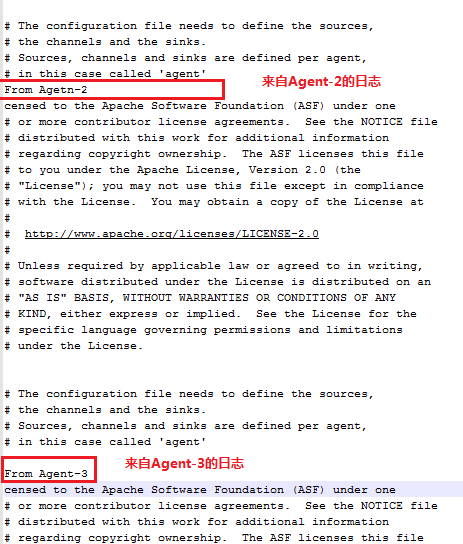 # The configuration file needs to define the sources,
# the channels and the sinks.
# Sources, channels and sinks are defined per agent,
# in this case called 'agent'
From Agetn-2
来自Agent-2的日志
censed to the Apache Software Foundation (ASF) under one
# or more contributor license agreements.  See the NOTICE file
# distributed with this work for additional information
# regarding copyright ownership.  The ASF licenses this file
# to you under the Apache License, Version 2.0 (the
# "License"); you may not use this file except in compliance
# with the License.  You may obtain a copy of the License at
#
#  http://www.apache.org/licenses/LICENSE-2.0
#
# Unless required by applicable law or agreed to in writing,
# software distributed under the License is distributed on an
# "AS IS" BASIS, WITHOUT WARRANTIES OR CONDITIONS OF ANY
# KIND, either express or implied.  See the License for the
# specific language governing permissions and limitations
# under the License.
# The configuration file needs to define the sources,
# the channels and the sinks.
# Sources, channels and sinks are defined per agent,
# in this case called 'agent'
From Agent-3
来自Agent-3的日志
censed to the Apache Software Foundation (ASF) under one
# or more contributor license agreements.  See the NOTICE file
# distributed with this work for additional information
# regarding copyright ownership.  The ASF licenses this file